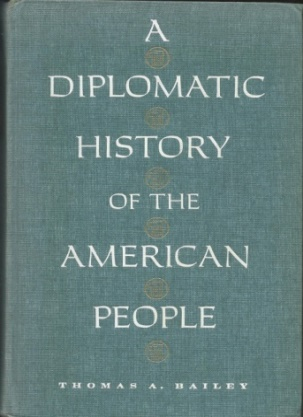 A
DIPLOMATIC
HISTORY
OF THE
AMERICAN
PEOPLE
THOMAS A. BAILEY